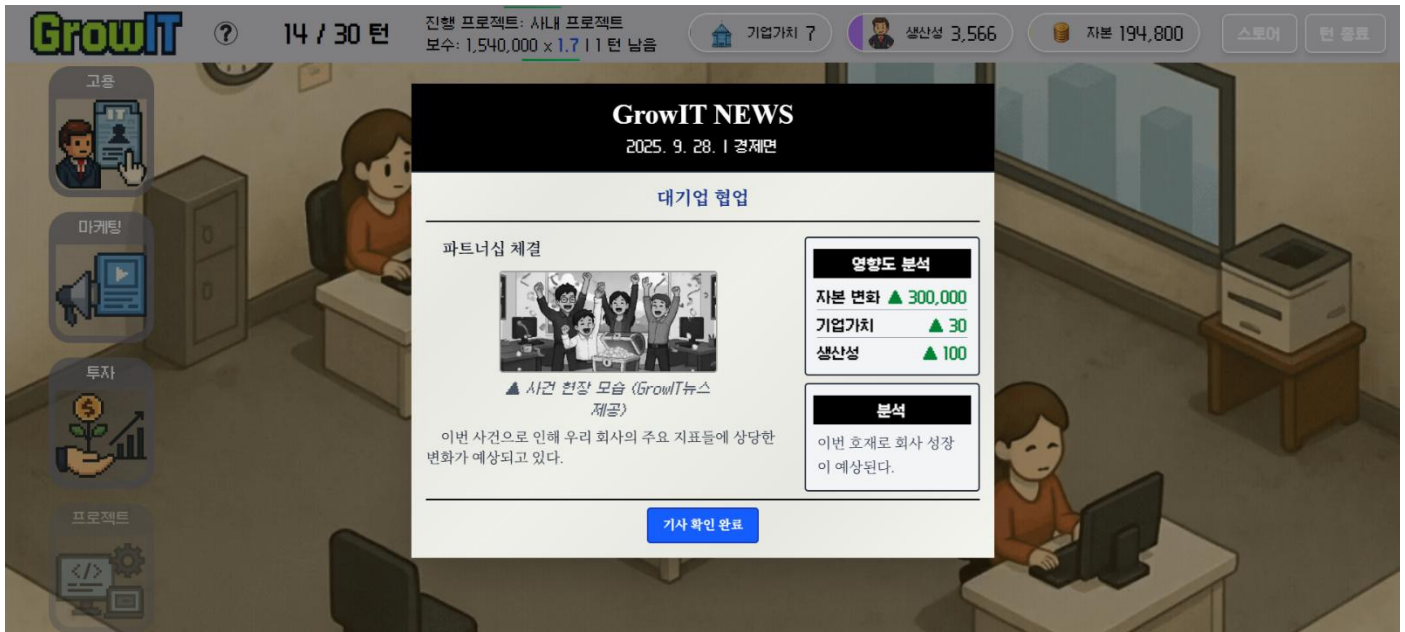 GrowIT
?
14 / 30 턴
진행 프로젝트: 사내 프로젝트
보수: 1,540,000 x 1.7 | 1 턴 남음
기업가치 7
생산성 3,566
자본 194,800
스토어
턴 종료
고용
IT
마케팅
투자
프로젝트
GrowIT NEWS
2025. 9. 28. | 경제면
대기업 협업
파트너십 체결
▲ 사건 현장 모습 (GrowIT뉴스
제공)
이번 사건으로 인해 우리 회사의 주요 지표들에 상당한
변화가 예상되고 있다.
영향도 분석
자본 변화 ▲ 300,000
기업가치 ▲ 30
생산성 ▲ 100
분석
이번 호재로 회사 성장
이 예상된다.
기사 확인 완료